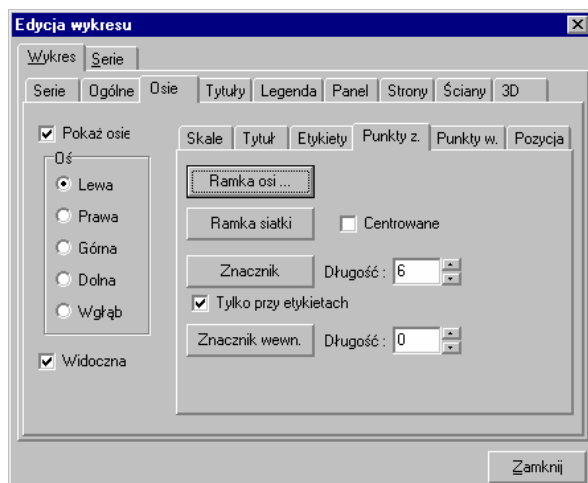 Edycja wykresu
Wykres Serie
Serie Ogólne Osie Tytuły Legenda Panel Strony Ściany 3D
Pokaż osie
Skale Tytuł Etykiety Punkty z. Punkty w. Pozycja
Oś
Lewa
Prawa
Górna
Dolna
Wgłąb
Widoczna
Ramka osi ...
Ramka siatki Centrowane
Znacznik Długość : 6
Tylko przy etykietach
Znacznik wewn. Długość : 0
Zamknij